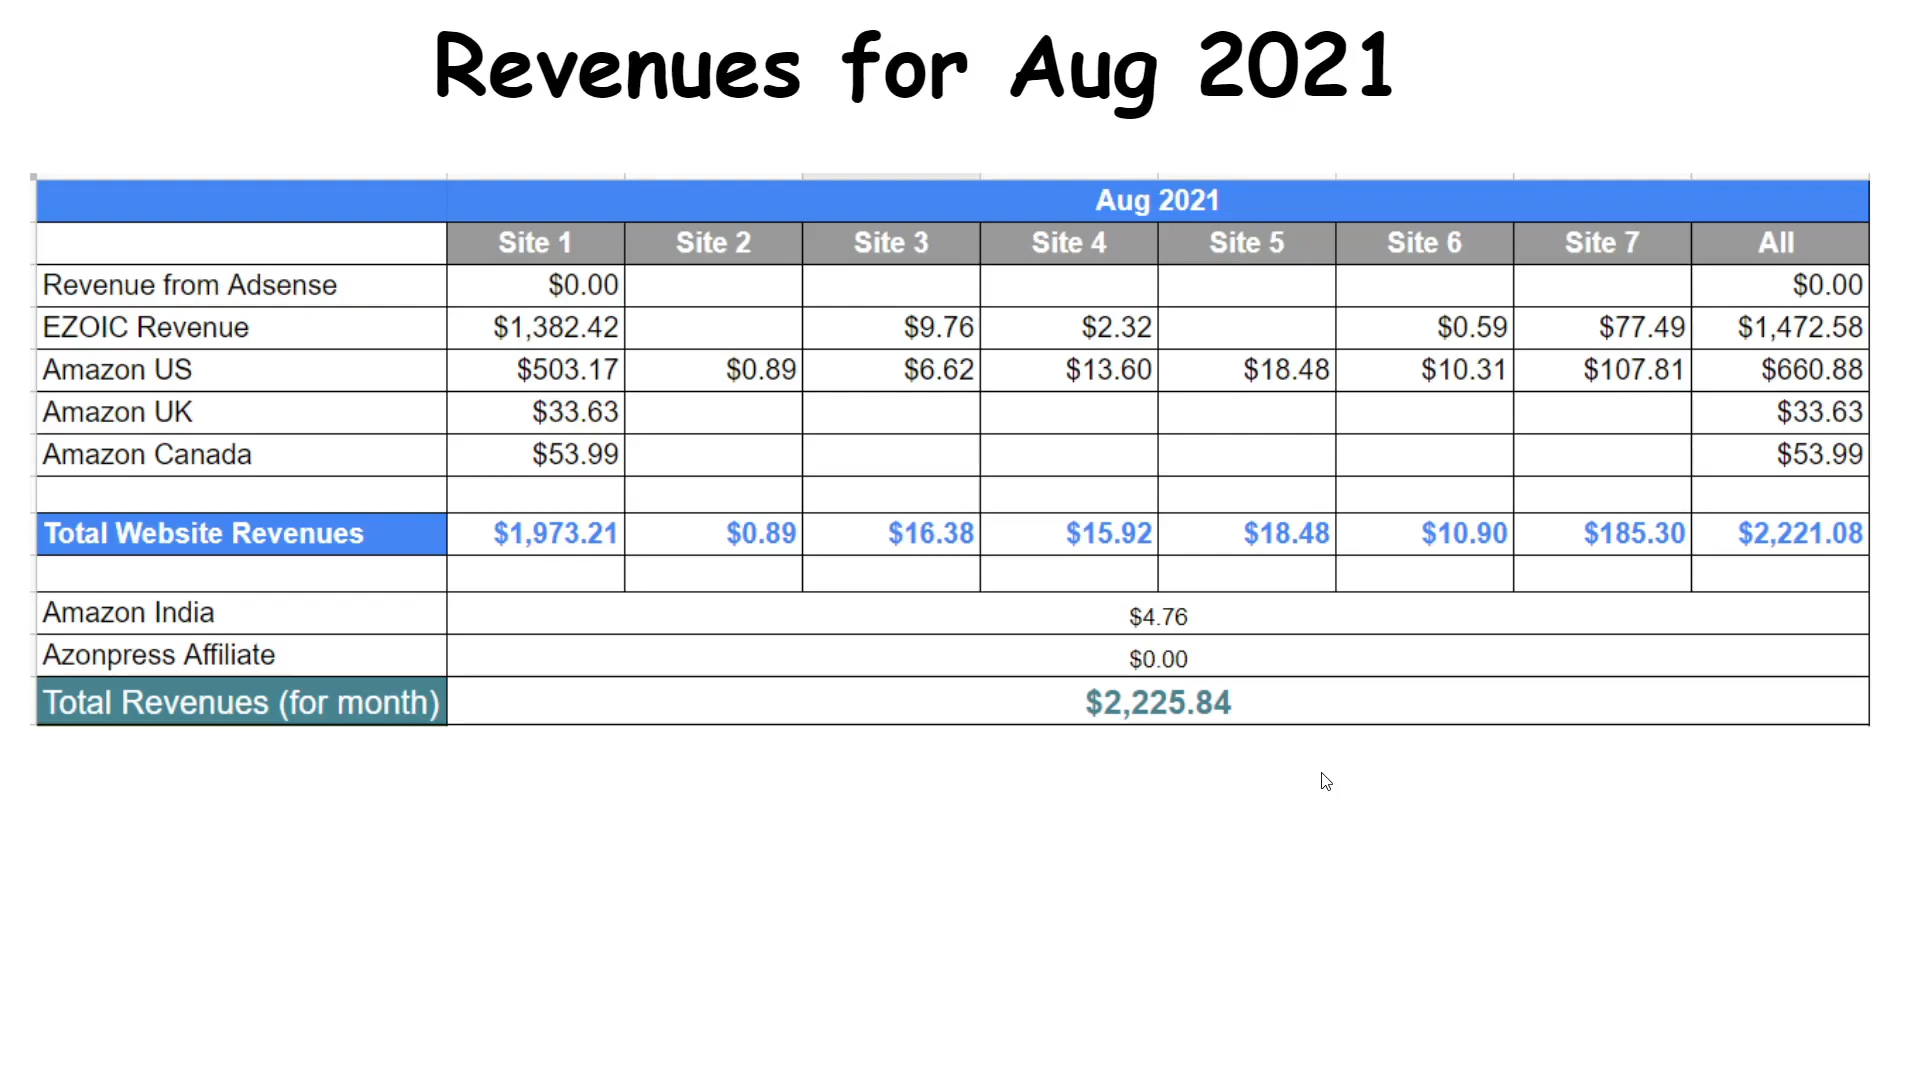 Revenues for Aug 2021
Aug 2021
Site 1 Site 2 Site 3 Site 4 Site 5 Site 6 Site 7 All
Revenue from Adsense $0.00 $0.00
EZOIC Revenue $1,382.42 $9.76 $2.32 $0.59 $77.49 $1,472.58
Amazon US $503.17 $0.89 $6.62 $13.60 $18.48 $10.31 $107.81 $660.88
Amazon UK $33.63 $33.63
Amazon Canada $53.99 $53.99
Total Website Revenues $1,973.21 $0.89 $16.38 $15.92 $18.48 $10.90 $185.30 $2,221.08
Amazon India $4.76
Azonpress Affiliate $0.00
Total Revenues (for month) $2,225.84